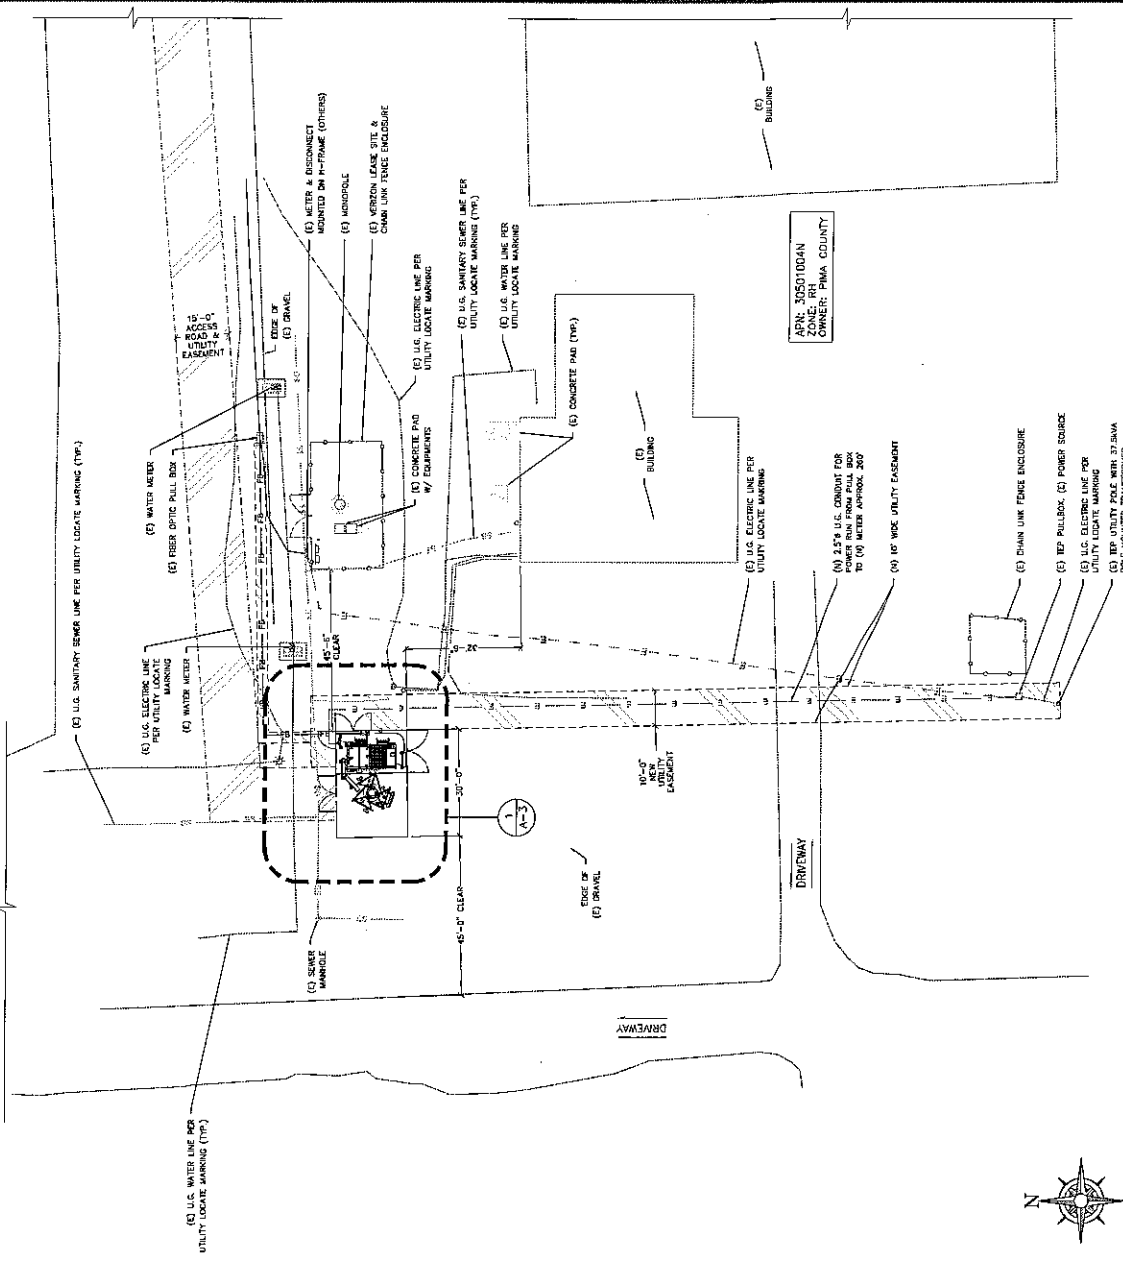 (E) U.G. SANITARY SEWER LINE PER UTILITY LOCATE MARKING (TYP.)
15'-0"
ACCESS
ROAD &
UTILITY
EASEMENT
EDGE OF
(E) GRAVEL
(E) WATER METER
(E) FIBER OPTIC PULL BOX
(E) U.G. ELECTRIC LINE
PER UTILITY LOCATE
MARKING
(E) WATER METER
(E) METER & DISCONNECT
MOUNTED ON H-FRAME (OTHERS)
(E) MONOPOLE
(E) VERIZON LEASE SITE &
CHAIN LINK FENCE ENCLOSURE
(E) U.G. ELECTRIC LINE PER
UTILITY LOCATE MARKING
(E) CONCRETE PAD
W/ EQUIPMENTS
(E) U.G. SANITARY SEWER LINE PER
UTILITY LOCATE MARKING (TYP.)
(E) U.G. WATER LINE PER
UTILITY LOCATE MARKING
(E) CONCRETE PAD (TYP.)
(E)
BUILDING
(E)
BUILDING
APN: 30501004N
ZONE: RH
OWNER: PIMA COUNTY
45'-6"
CLEAR
32'-6"
30'-0"
45'-0" CLEAR
1
A-3
10'-0"
NEW
UTILITY
EASEMENT
EDGE OF
(E) GRAVEL
(E) SEWER
MANHOLE
(E) U.G. WATER LINE PER
UTILITY LOCATE MARKING (TYP.)
DRIVEWAY
DRIVEWAY
(E) U.G. ELECTRIC LINE PER
UTILITY LOCATE MAKRING
(N) 2.5"ø U.G. CONDUIT FOR
POWER RUN FROM PULL BOX
TO (N) METER APPROX. 260'
(N) 10' WIDE UTILITY EASEMENT
(E) CHAIN LINK FENCE ENCLOSURE
(E) TEP PULLBOX, (E) POWER SOURCE
(E) U.G. ELECTRIC LINE PER
UTILITY LOCATE MARKING
(E) TEP UTILITY POLE WITH 37.5kVA
N